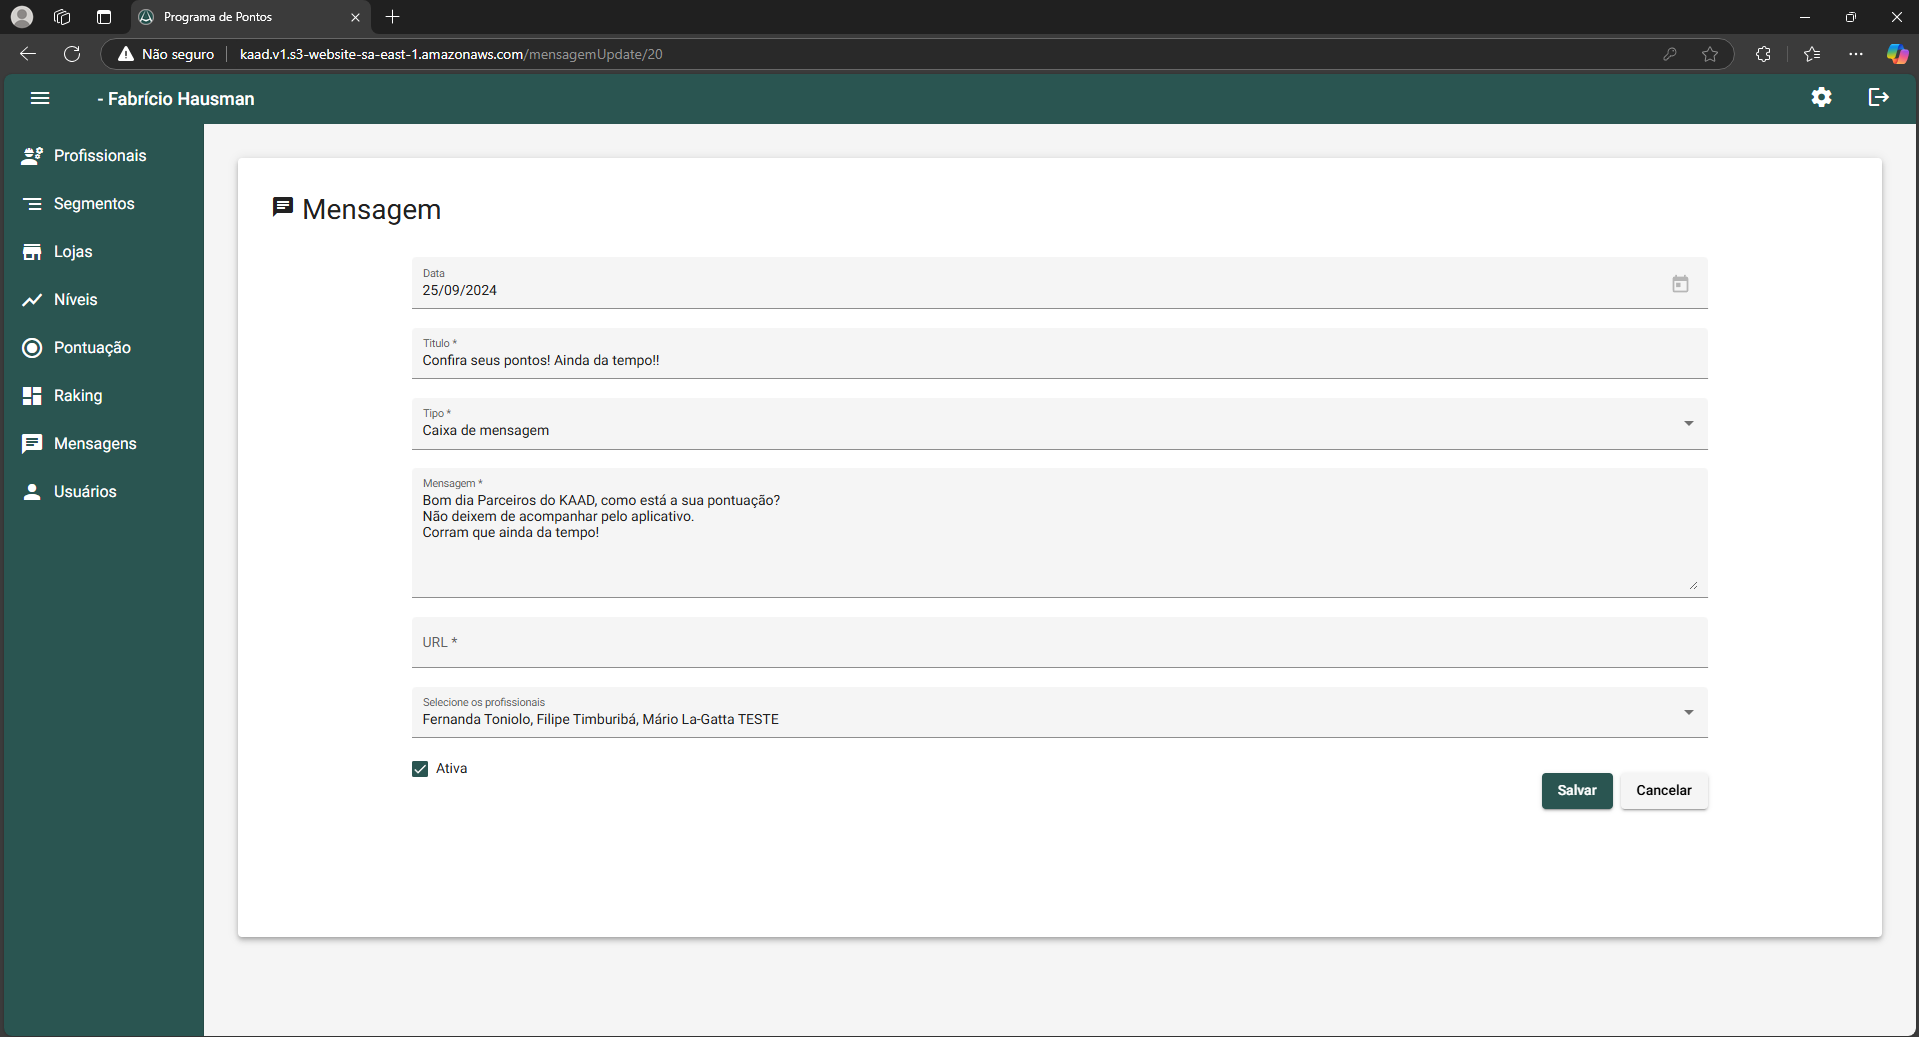 Programa de Pontos
Não seguro
kaad.v1.s3-website-sa-east-1.amazonaws.com/mensagemUpdate/20
- Fabrício Hausman
Profissionais
Segmentos
Lojas
Níveis
Pontuação
Raking
Mensagens
Usuários
Mensagem
Data
25/09/2024
Titulo *
Confira seus pontos! Ainda da tempo!!
Tipo *
Caixa de mensagem
Mensagem *
Bom dia Parceiros do KAAD, como está a sua pontuação?
Não deixem de acompanhar pelo aplicativo.
Corram que ainda da tempo!
URL *
Selecione os profissionais
Fernanda Toniolo, Filipe Timburibá, Mário La-Gatta TESTE
Ativa
Salvar
Cancelar